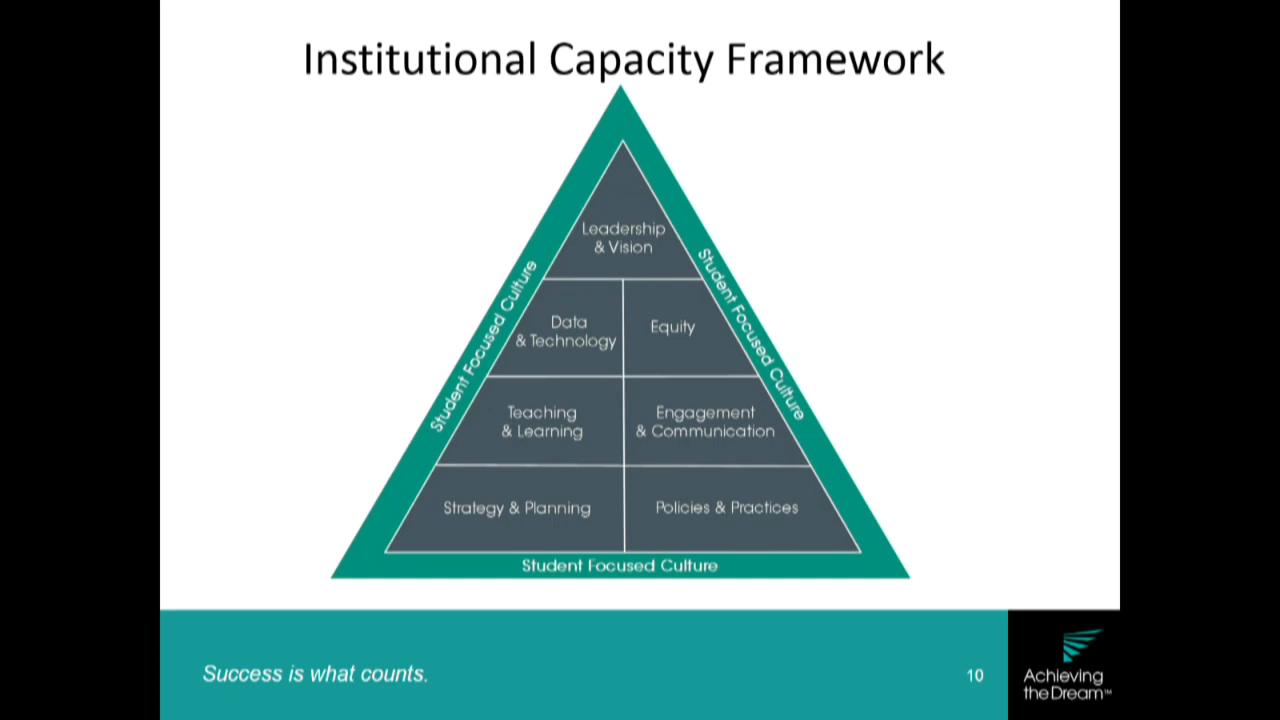 Institutional Capacity Framework
Leadership
& Vision
Student Focused Culture
Student Focused Culture
Data
& Technology
Equity
Teaching
& Learning
Engagement
& Communication
Strategy & Planning
Policies & Practices
Student Focused Culture
Success is what counts.
10
Achieving
the Dream™